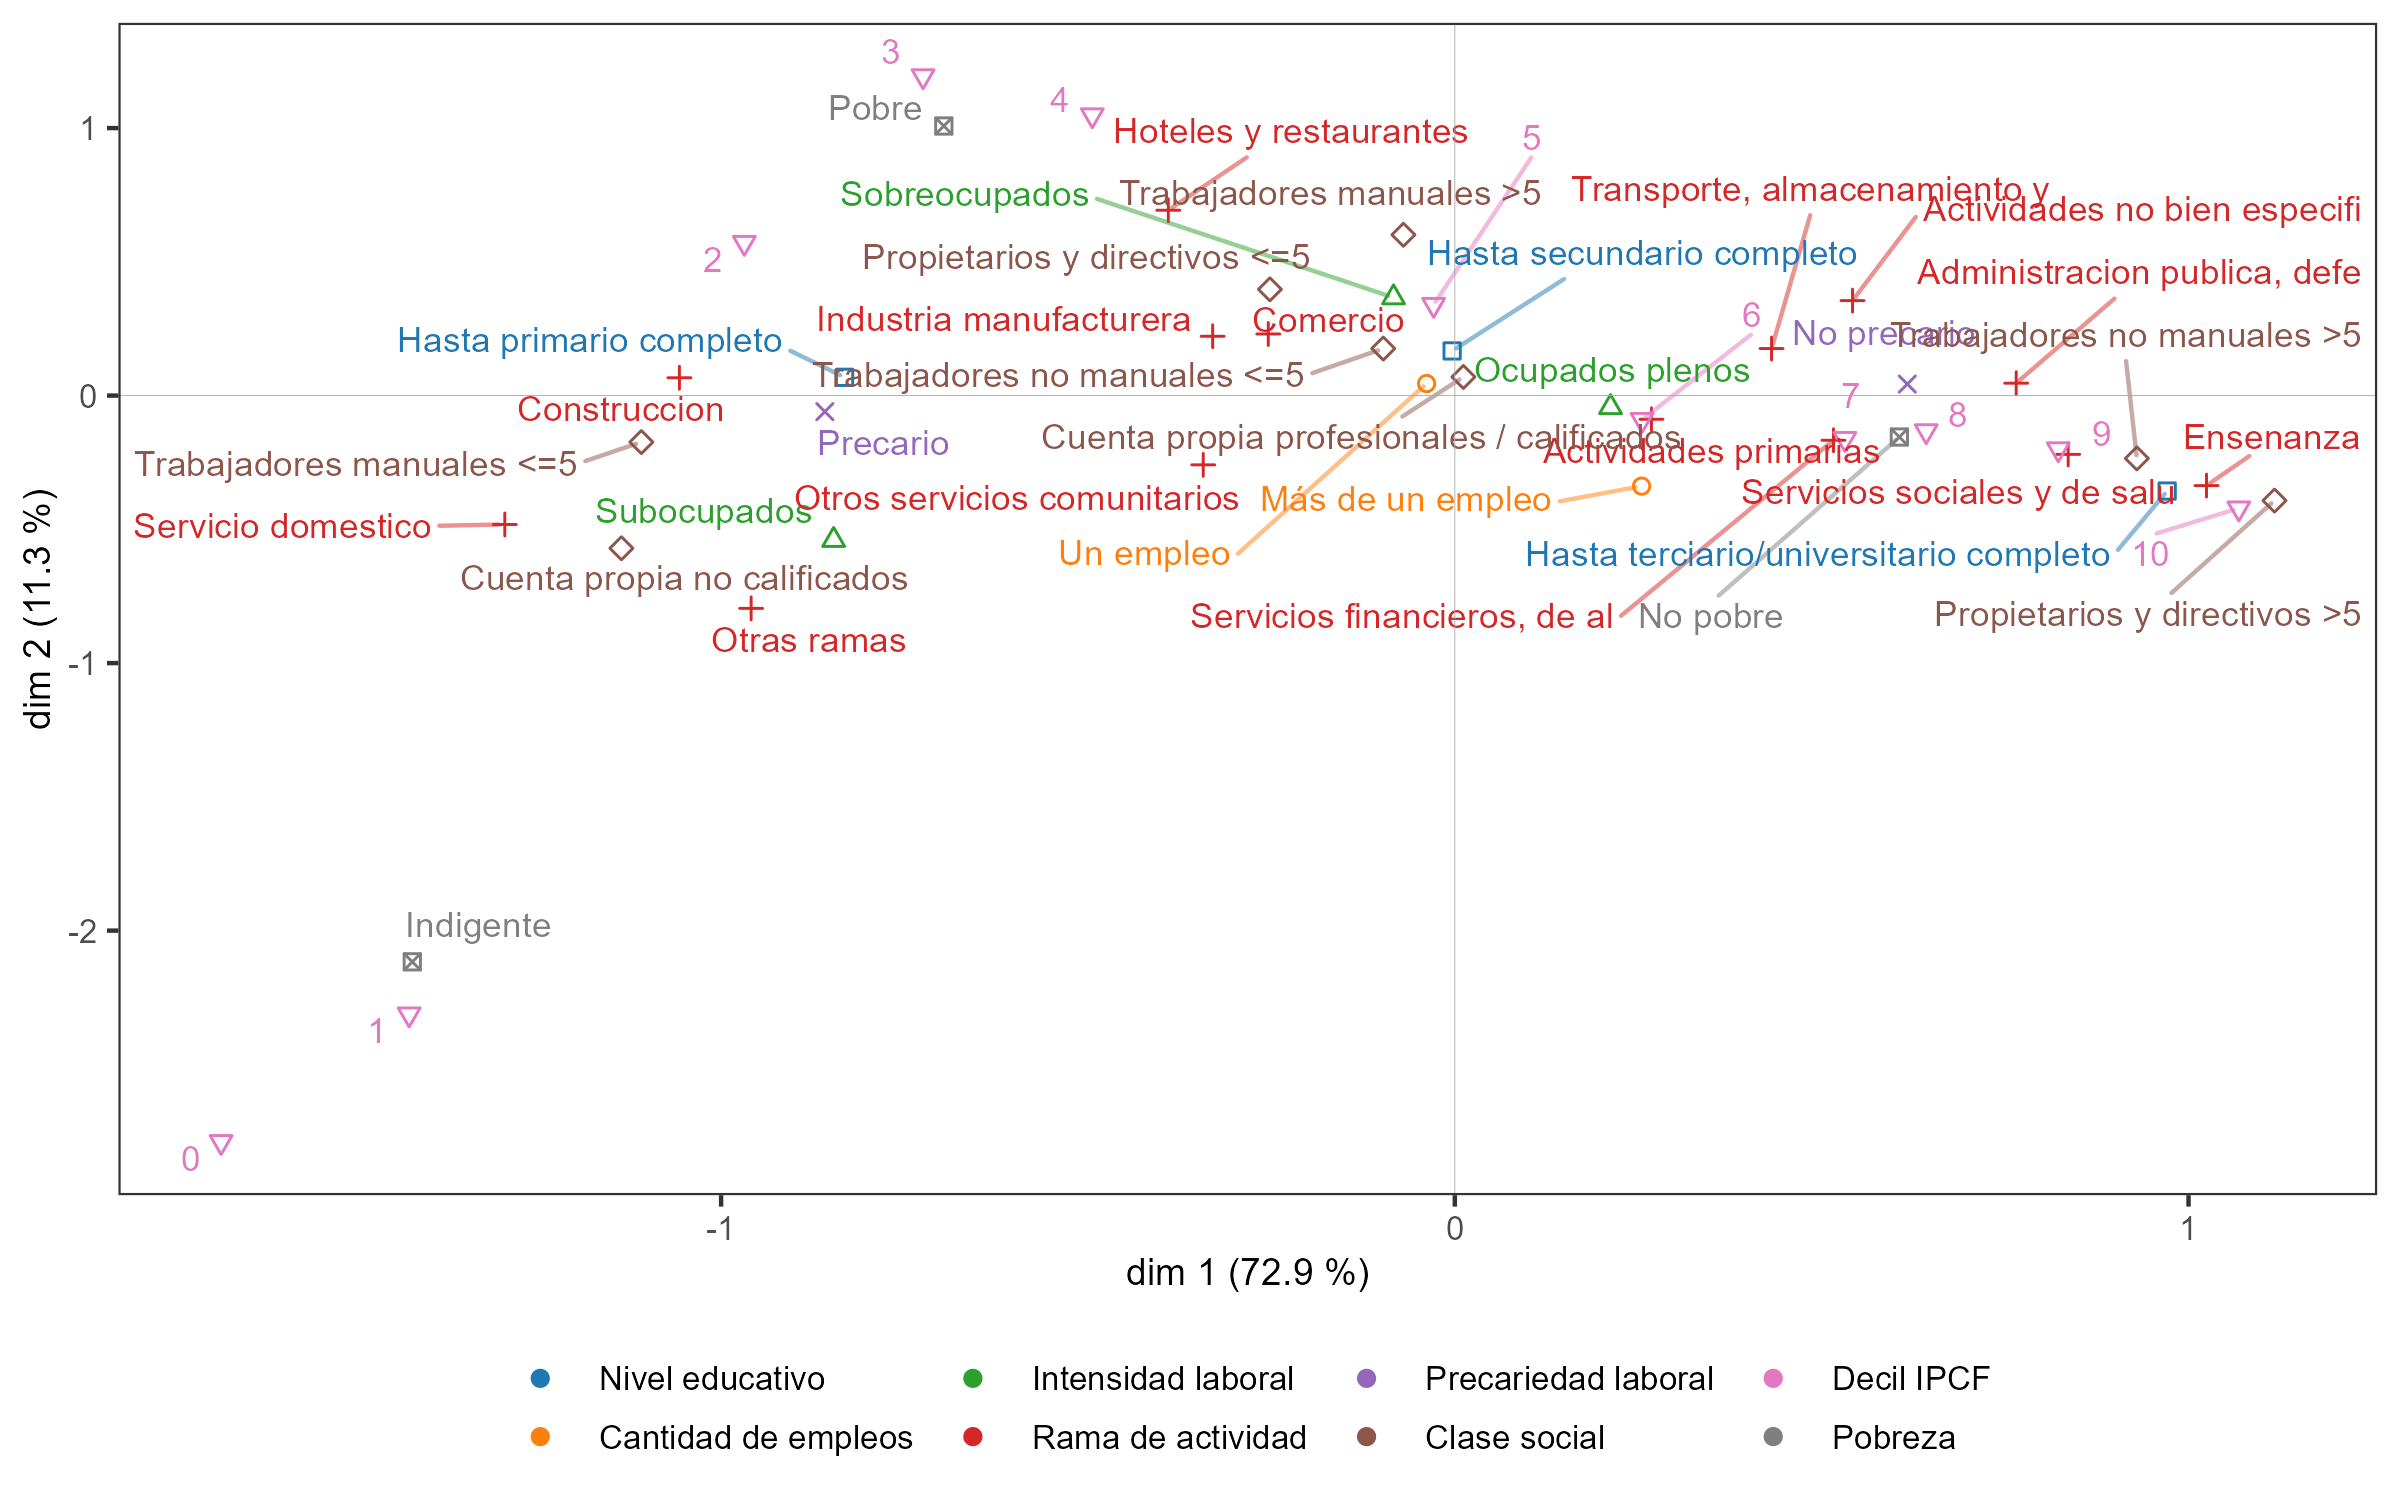 3
Pobre
4
Hoteles y restaurantes
5
Sobreocupados
Trabajadores manuales >5
Transporte, almacenamiento y
Actividades no bien especifi
2
Propietarios y directivos <=5
Hasta secundario completo
Administracion publica, defe
Industria manufacturera
Comercio
6
No precario
Trabajadores no manuales >5
Hasta primario completo
Trabajadores no manuales <=5
Ocupados plenos
7
8
Construccion
Precario
Cuenta propia profesionales / calificados
Actividades primarias
9
Ensenanza
Trabajadores manuales <=5
Otros servicios comunitarios
Más de un empleo
Servicios sociales y de salu
Subocupados
Servicio domestico
Un empleo
Hasta terciario/universitario completo
10
Cuenta propia no calificados
Servicios financieros, de al
No pobre
Propietarios y directivos >5
Otras ramas
Indigente
1
0
1
0
-1
-2
dim 2 (11.3 %)
-1
0
1
dim 1 (72.9 %)
Nivel educativo
Intensidad laboral
Precariedad laboral
Decil IPCF
Cantidad de empleos
Rama de actividad
Clase social
Pobreza